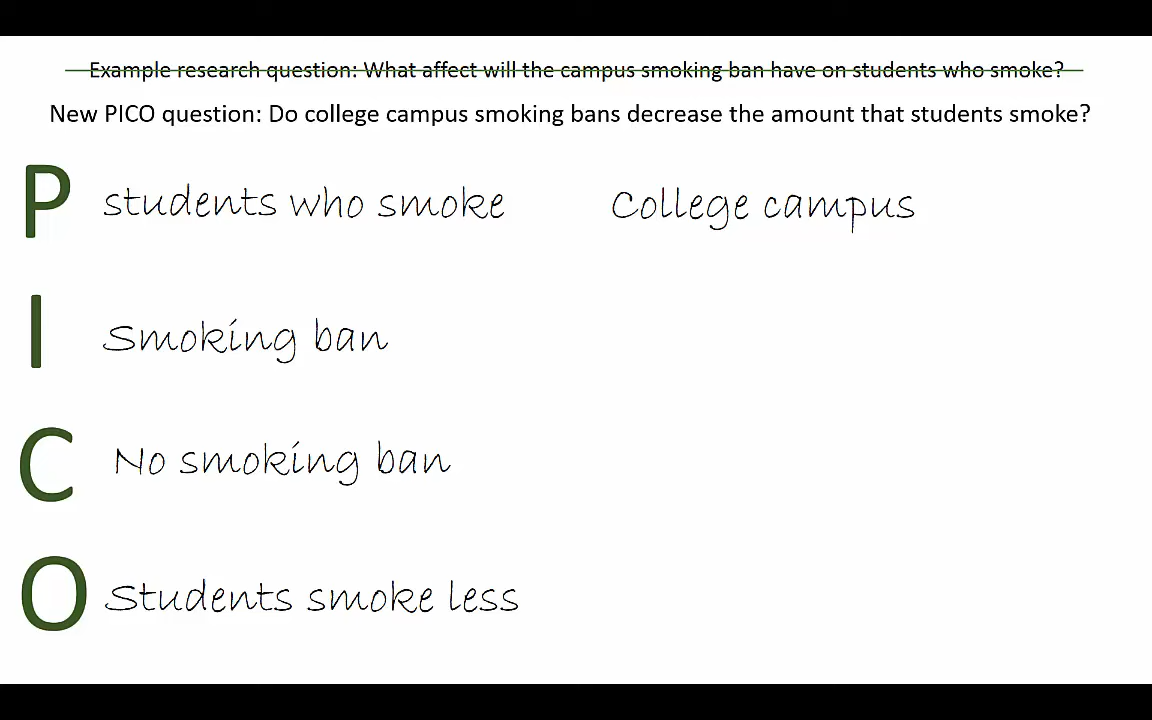 Example research question: What affect will the campus smoking ban have on students who smoke?
New PICO question: Do college campus smoking bans decrease the amount that students smoke?
P students who smoke College campus
I Smoking ban
C No smoking ban
O Students smoke less